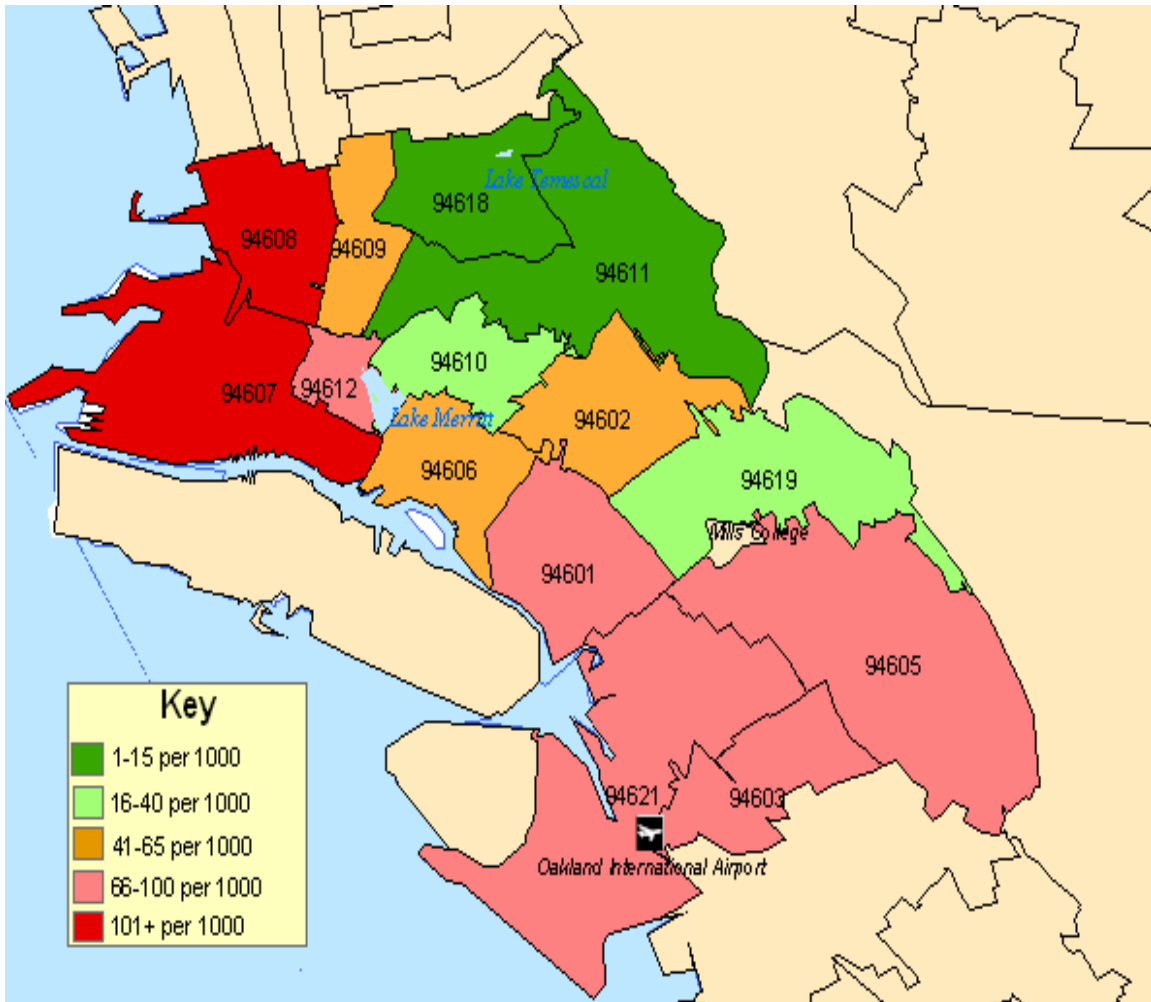 Lake Temescal
94618
94608
94609
94611
94610
94607
94612
Lake Merritt
94602
94606
94619
Mills College
94601
94605
Key
1-15 per 1000
16-40 per 1000
41-65 per 1000
66-100 per 1000
101+ per 1000
94621
94603
Oakland International Airport